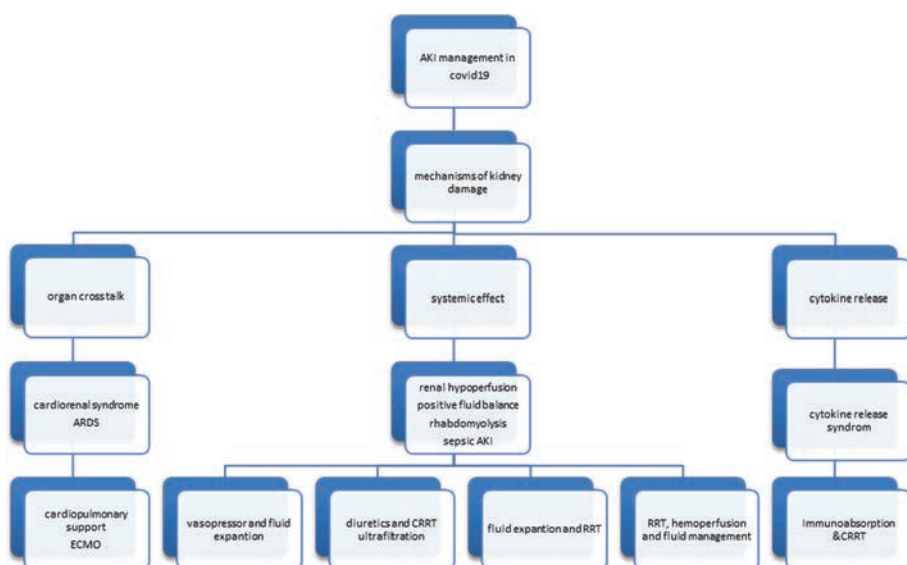 AKI management in
covid19
mechanisms of kidney
damage
organ cross talk
systemic effect
cytokine release
cardiorenal syndrome
ARDS
renal hypoperfusion
positive fluid balance
rhabdomyolysis
sepsic AKI
cytokine release
syndrom
cardiopulmonary
support
ECMO
vasopressor and fluid
expantion
diuretics and CRRT
ultrafiltration
fluid expantion and RRT
RRT, hemoperfusion
and fluid management
Immunoabsorption
&CRRT